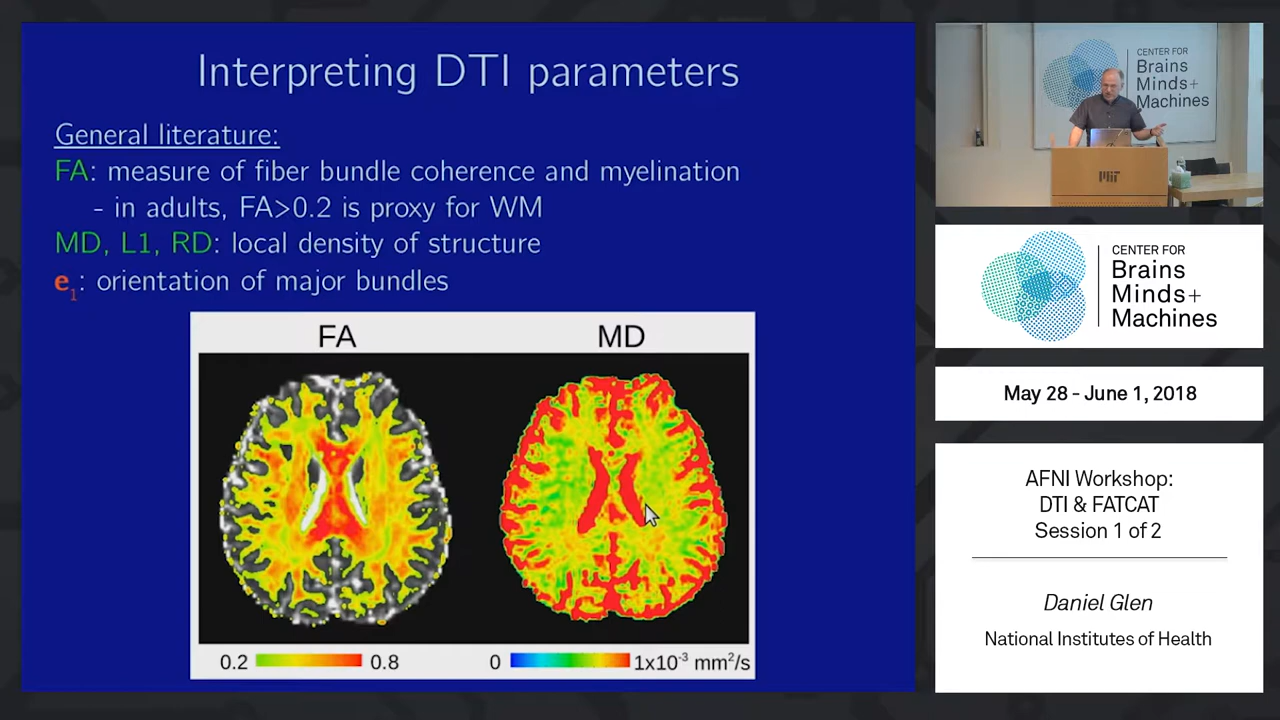 Interpreting DTI parameters
General literature:
FA: measure of fiber bundle coherence and myelination
- in adults, FA>0.2 is proxy for WM
MD, L1, RD: local density of structure
e₁: orientation of major bundles
FA
MD
0.2
0.8
0
1x10⁻³ mm²/s
CENTER FOR
Brains
Minds+
Machines
MIT
CENTER FOR
Brains
Minds+
Machines
May 28 - June 1, 2018
AFNI Workshop:
DTI & FATCAT
Session 1 of 2
Daniel Glen
National Institutes of Health